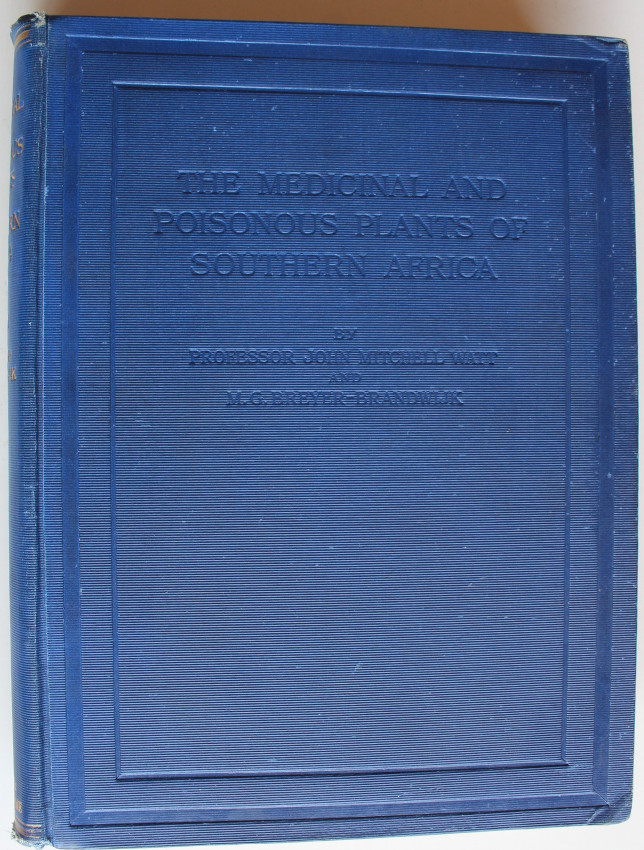 THE MEDICINAL AND
POISONOUS PLANTS OF
SOUTHERN AFRICA
BY
PROFESSOR JOHN MITCHELL WATT
AND
M.G. BREYER-BRANDWIJK